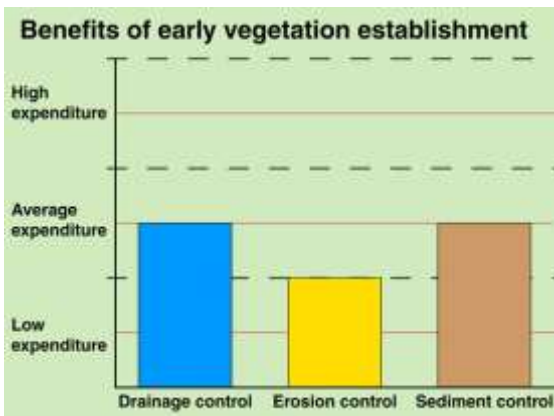 Benefits of early vegetation establishment
High
expenditure
Average
expenditure
Low
expenditure
Drainage control Erosion control Sediment control